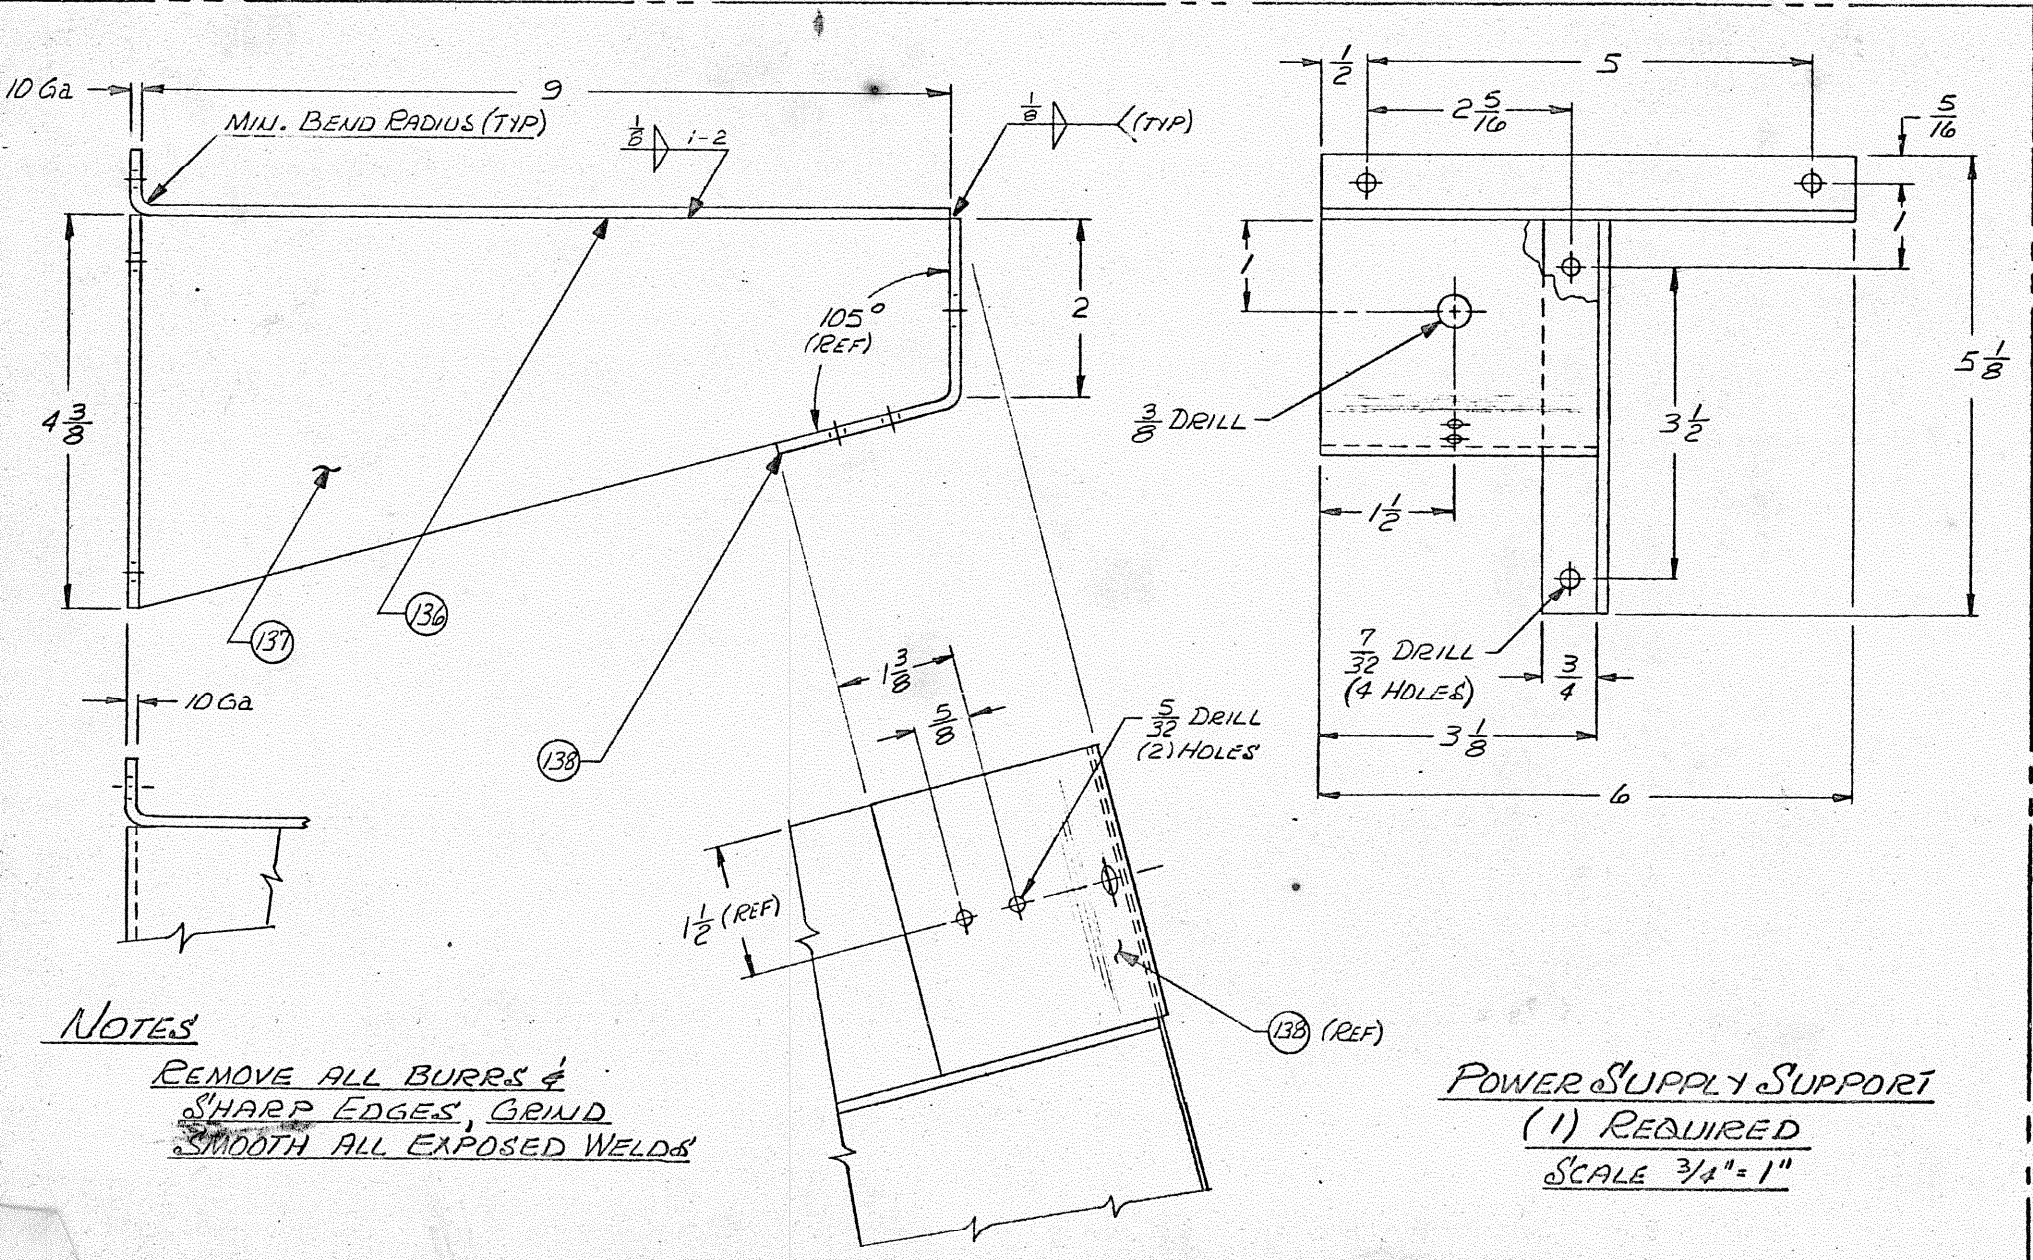 10 Ga
9
MIN. BEND RADIUS (TYP)
1/8 1-2
1/8 (TYP)
4 3/8
105°
(REF)
2
137
136
138
10 Ga
1/2
5
2 5/16
5/16
1
1
5 1/8
3/8 DRILL
3 1/2
1 1/2
7/32 DRILL
(4 HOLES)
3/4
3 1/8
6
1 3/8
5/8
5/32 DRILL
(2) HOLES
1 1/2 (REF)
138 (REF)
NOTES
REMOVE ALL BURRS &
SHARP EDGES, GRIND
SMOOTH ALL EXPOSED WELDS
POWER SUPPLY SUPPORT
(1) REQUIRED
SCALE 3/4" = 1"